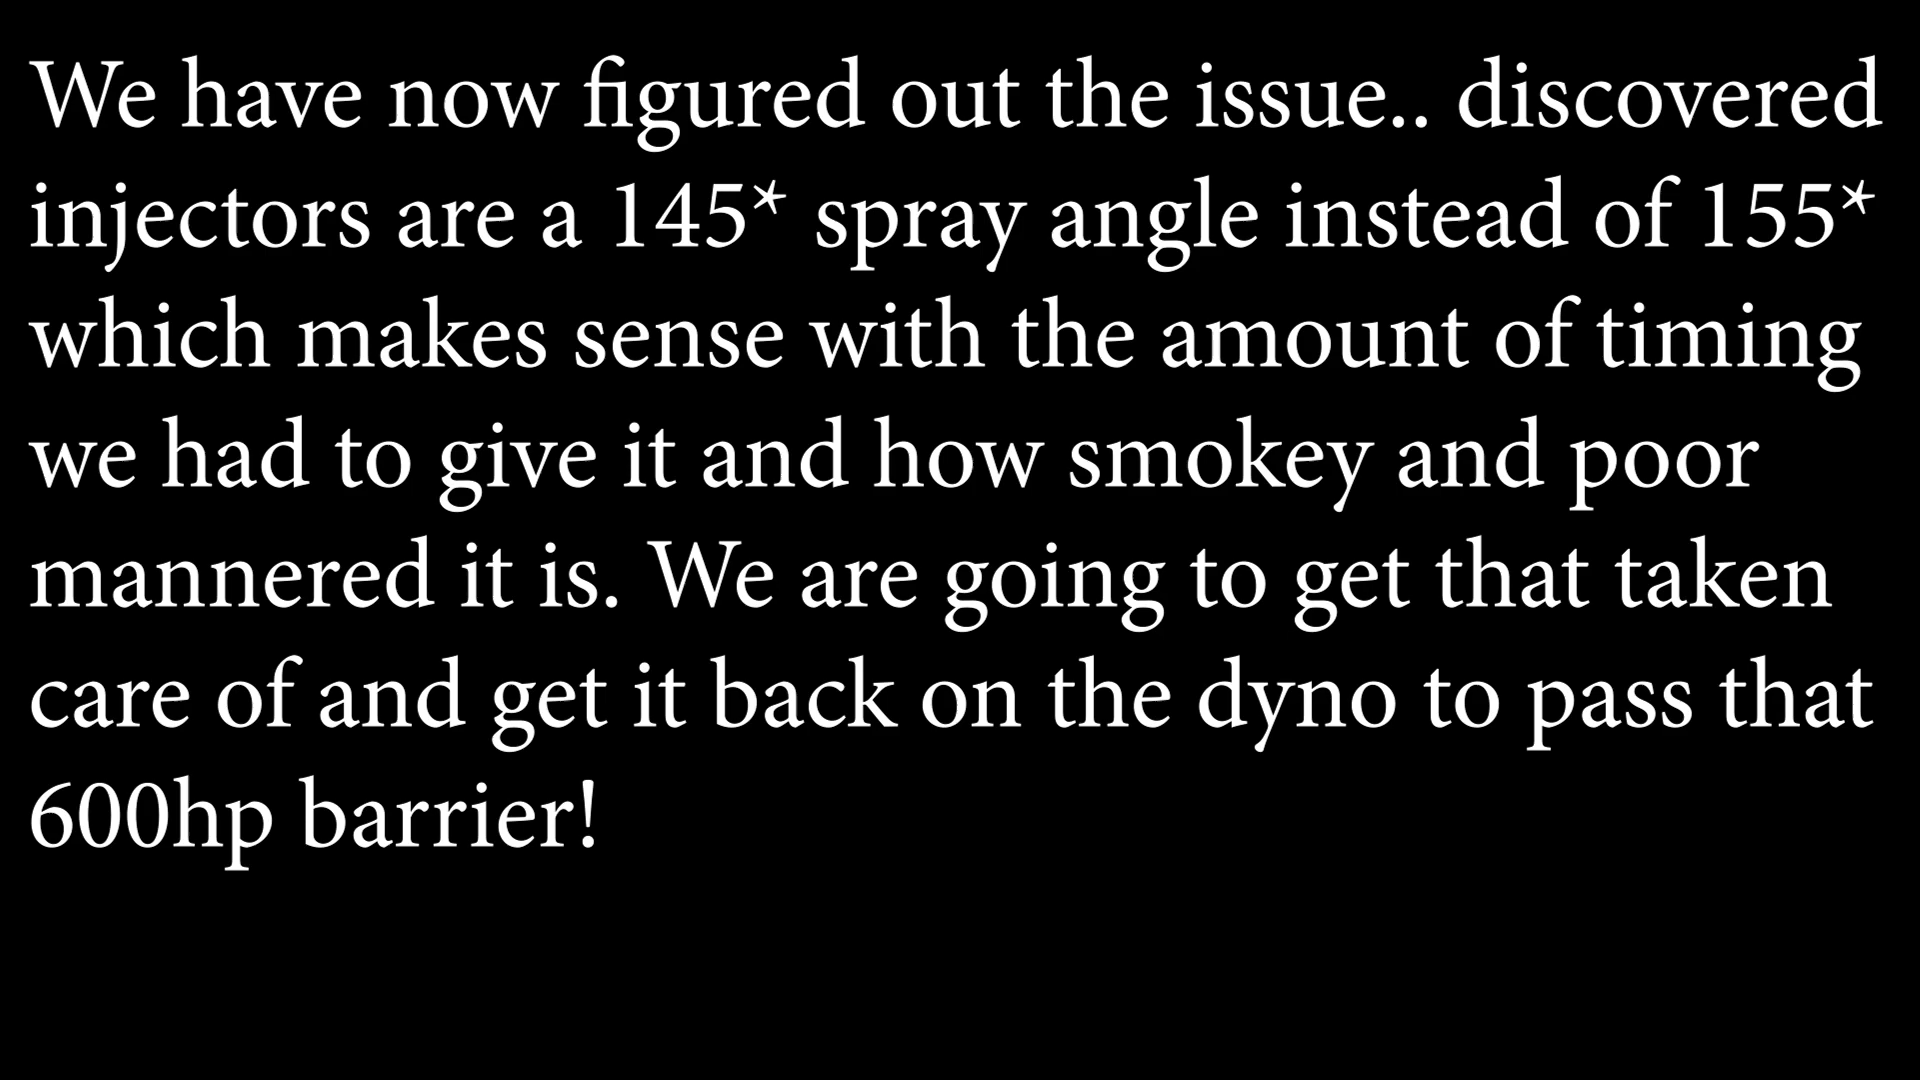 We have now figured out the issue.. discovered
injectors are a 145* spray angle instead of 155*
which makes sense with the amount of timing
we had to give it and how smokey and poor
mannered it is. We are going to get that taken
care of and get it back on the dyno to pass that
600hp barrier!